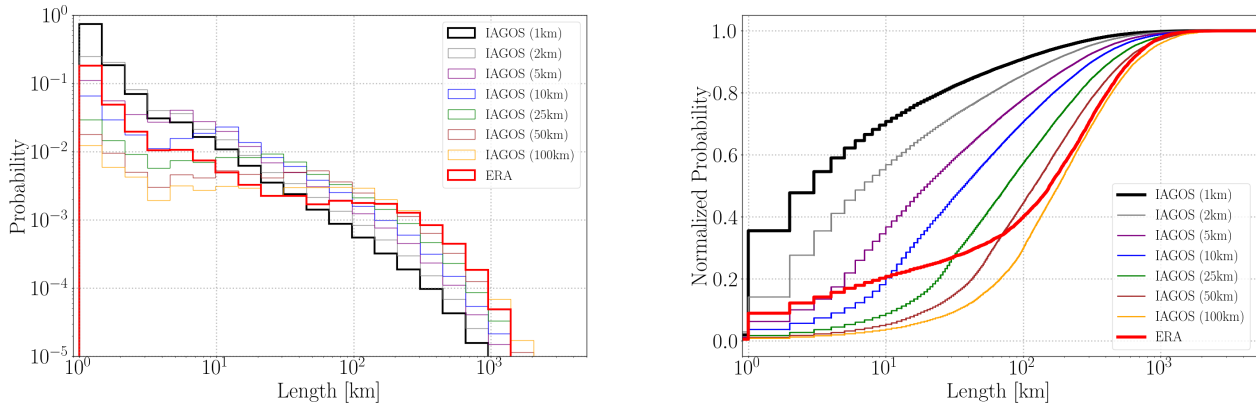 10^0
10^-1
10^-2
10^-3
10^-4
10^-5
Probability
10^0
10^1
10^2
10^3
Length [km]
IAGOS (1km)
IAGOS (2km)
IAGOS (5km)
IAGOS (10km)
IAGOS (25km)
IAGOS (50km)
IAGOS (100km)
ERA
1.0
0.8
0.6
0.4
0.2
0.0
Normalized Probability
10^0
10^1
10^2
10^3
Length [km]
IAGOS (1km)
IAGOS (2km)
IAGOS (5km)
IAGOS (10km)
IAGOS (25km)
IAGOS (50km)
IAGOS (100km)
ERA